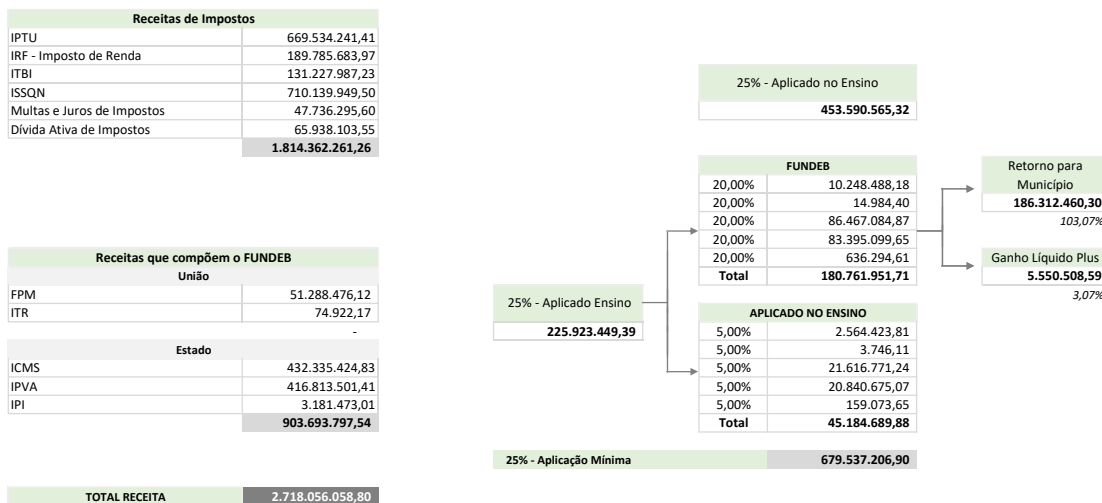 Receitas de Impostos
IPTU 669.534.241,41
IRF - Imposto de Renda 189.785.683,97
ITBI 131.227.987,23
ISSQN 710.139.949,50
Multas e Juros de Impostos 47.736.295,60
Dívida Ativa de Impostos 65.938.103,55
1.814.362.261,26
25% - Aplicado no Ensino
453.590.565,32
Receitas que compõem o FUNDEB
União
FPM 51.288.476,12
ITR 74.922,17
-
Estado
ICMS 432.335.424,83
IPVA 416.813.501,41
IPI 3.181.473,01
903.693.797,54
25% - Aplicado Ensino
225.923.449,39
FUNDEB
20,00% 10.248.488,18
20,00% 14.984,40
20,00% 86.467.084,87
20,00% 83.395.099,65
20,00% 636.294,61
Total 180.761.951,71
APLICADO NO ENSINO
5,00% 2.564.423,81
5,00% 3.746,11
5,00% 21.616.771,24
5,00% 20.840.675,07
5,00% 159.073,65
Total 45.184.689,88
Retorno para
Município
186.312.460,30
103,07%
Ganho Líquido Plus
5.550.508,59
3,07%
25% - Aplicação Mínima 679.537.206,90
TOTAL RECEITA 2.718.056.058,80